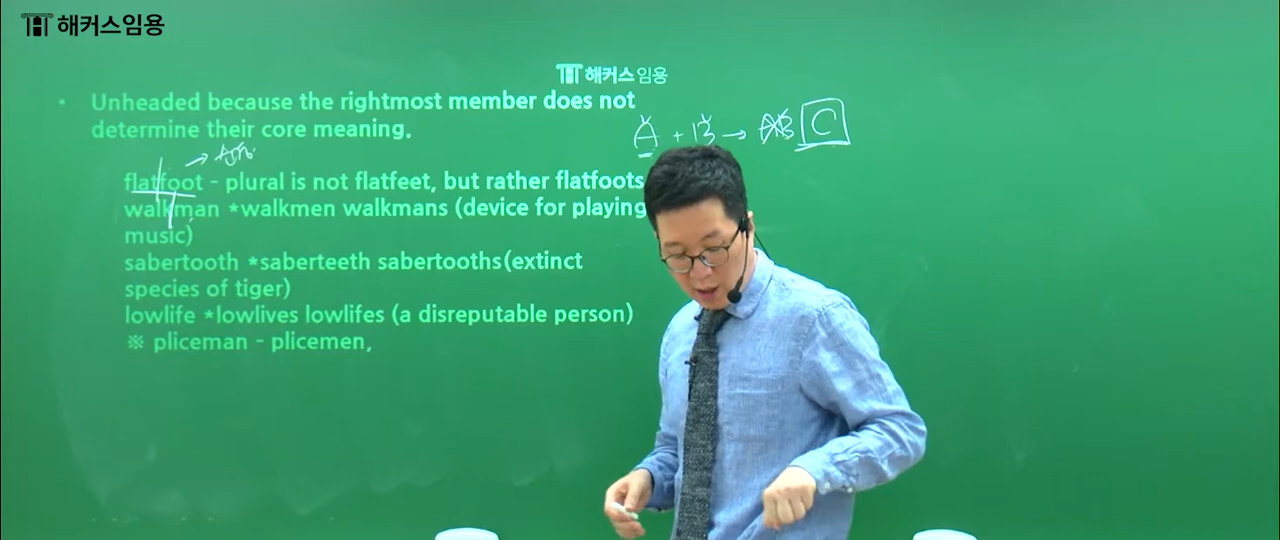 해커스임용
해커스임용
Unheaded because the rightmost member does not
determine their core meaning.
A + B → AB C
flatfoot - plural is not flatfeet, but rather flatfoots
walkman *walkmen walkmans (device for playing
music)
sabertooth *saberteeth sabertooths(extinct
species of tiger)
lowlife *lowlives lowlifes (a disreputable person)
※ pliceman - plicemen,